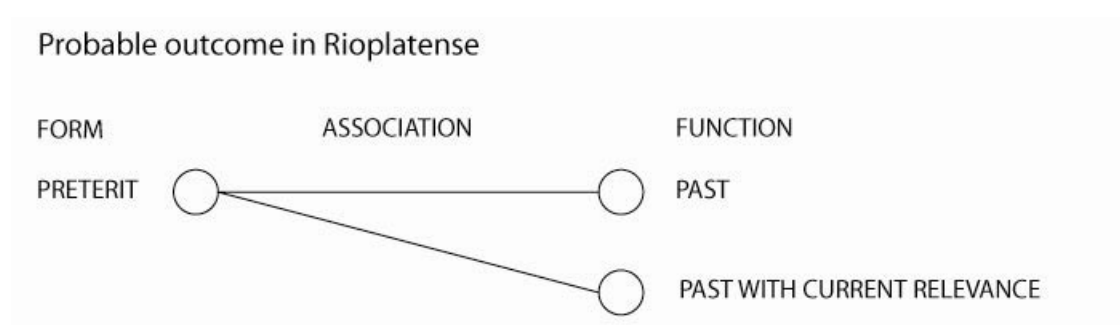 Probable outcome in Rioplatense
FORM ASSOCIATION FUNCTION
PRETERIT PAST
PAST WITH CURRENT RELEVANCE